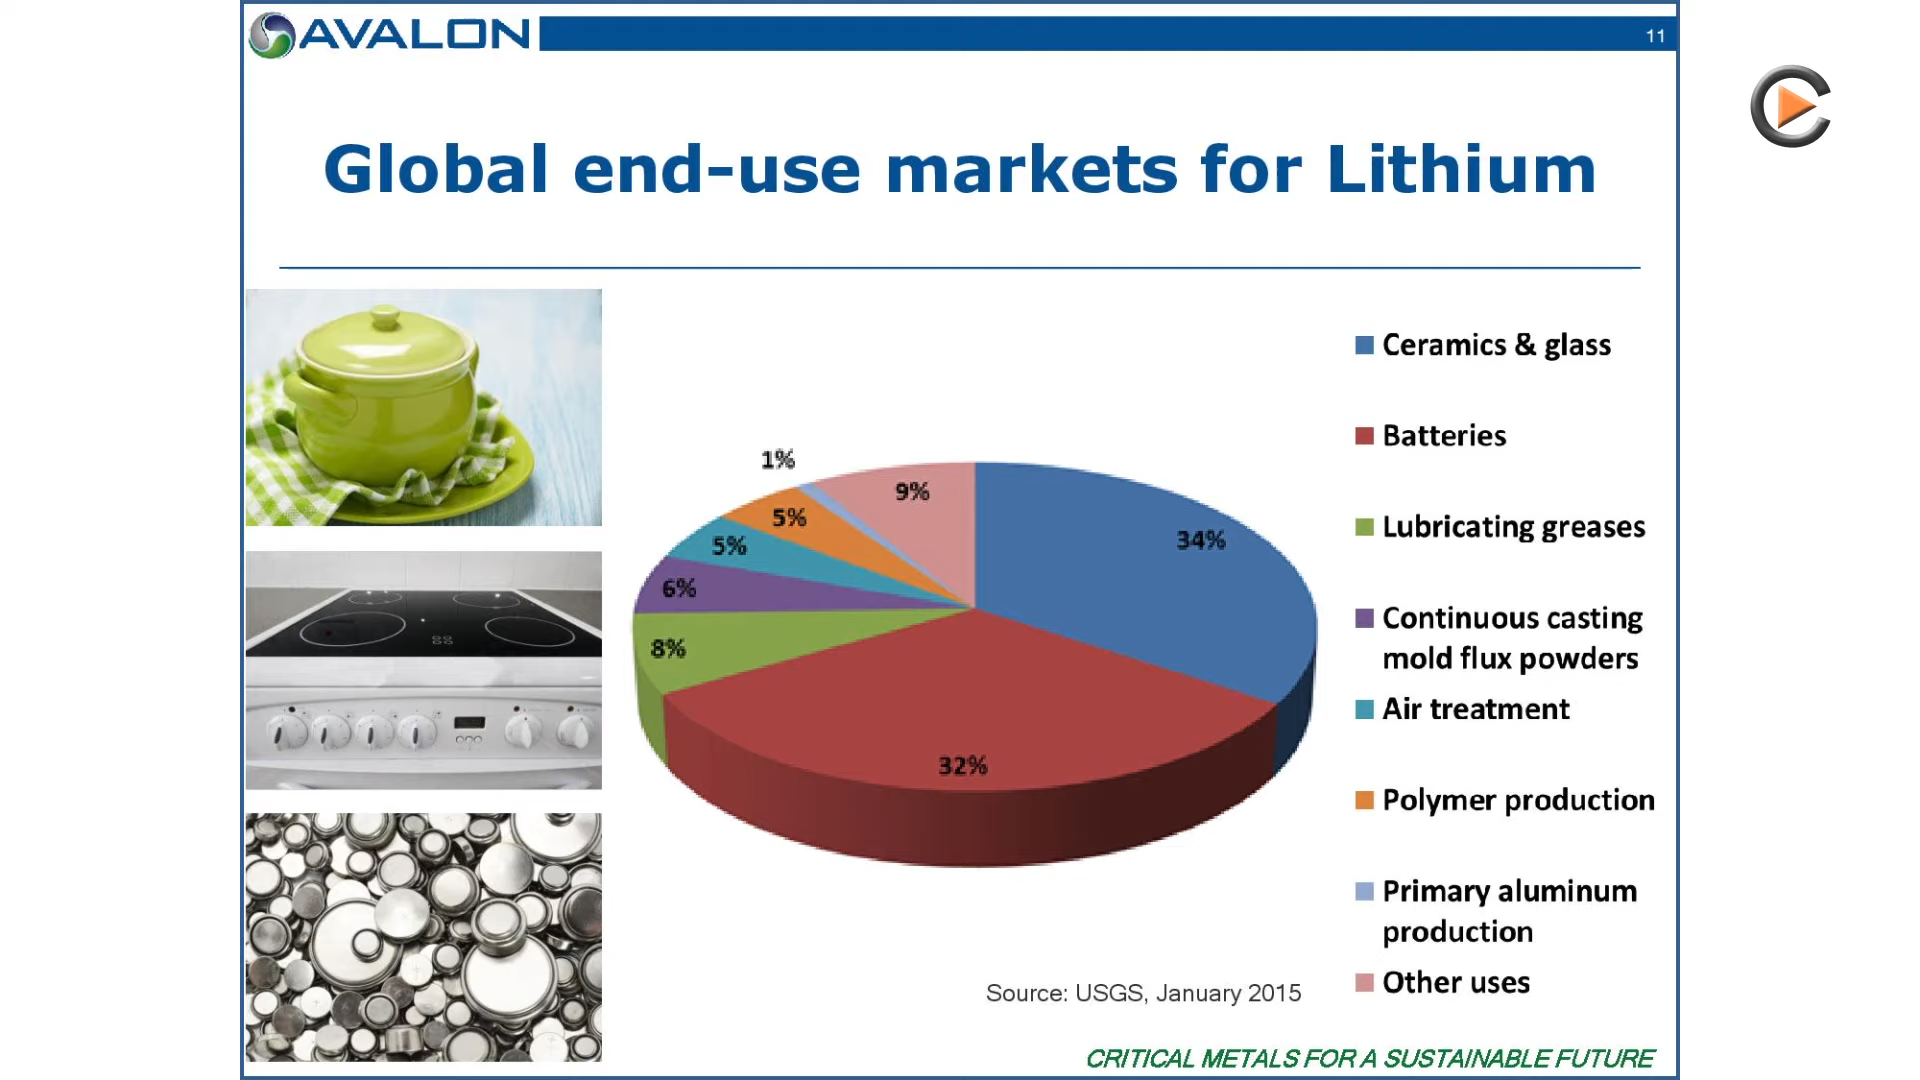 AVALON
11
Global end-use markets for Lithium
Ceramics & glass
Batteries
Lubricating greases
Continuous casting
mold flux powders
Air treatment
Polymer production
Primary aluminum
production
Other uses
1%
9%
34%
5%
5%
6%
8%
32%
Source: USGS, January 2015
CRITICAL METALS FOR A SUSTAINABLE FUTURE